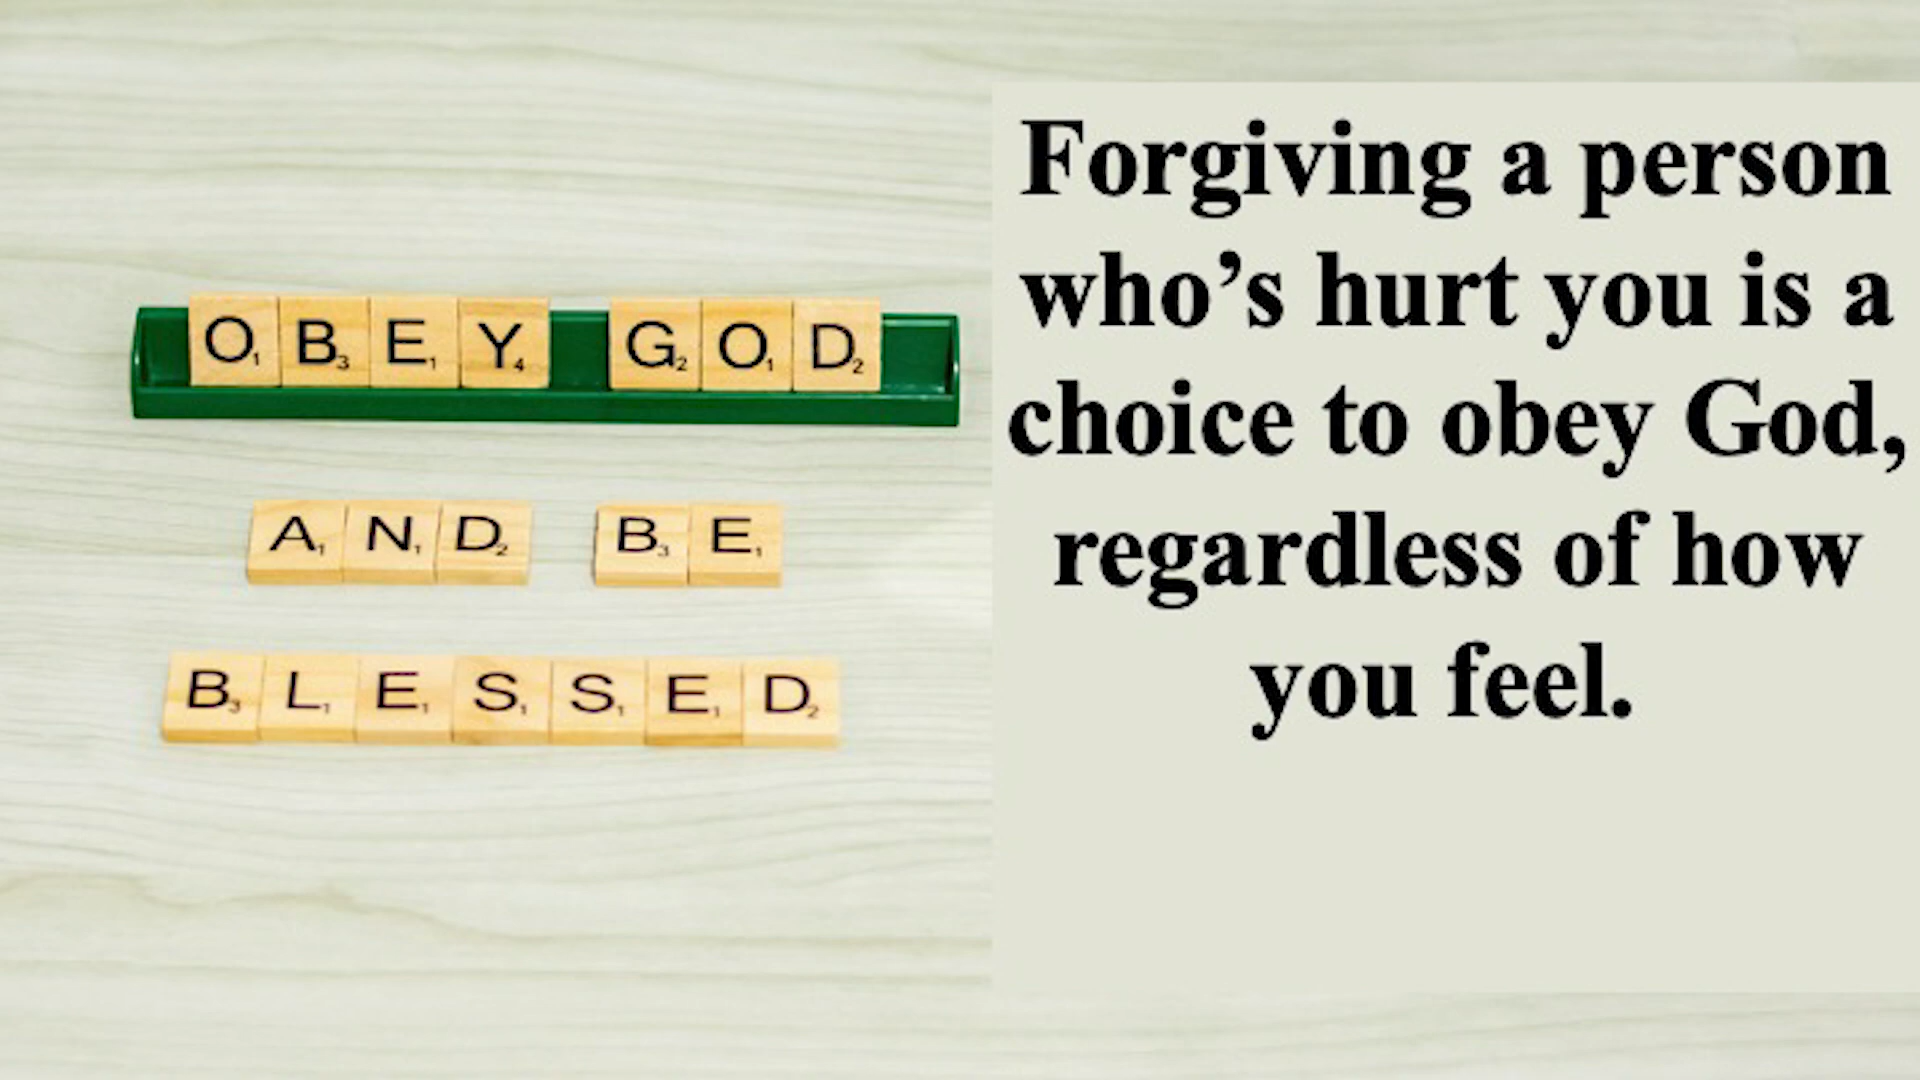 OBEY GOD
AND BE
BLESSED
Forgiving a person
who’s hurt you is a
choice to obey God,
regardless of how
you feel.